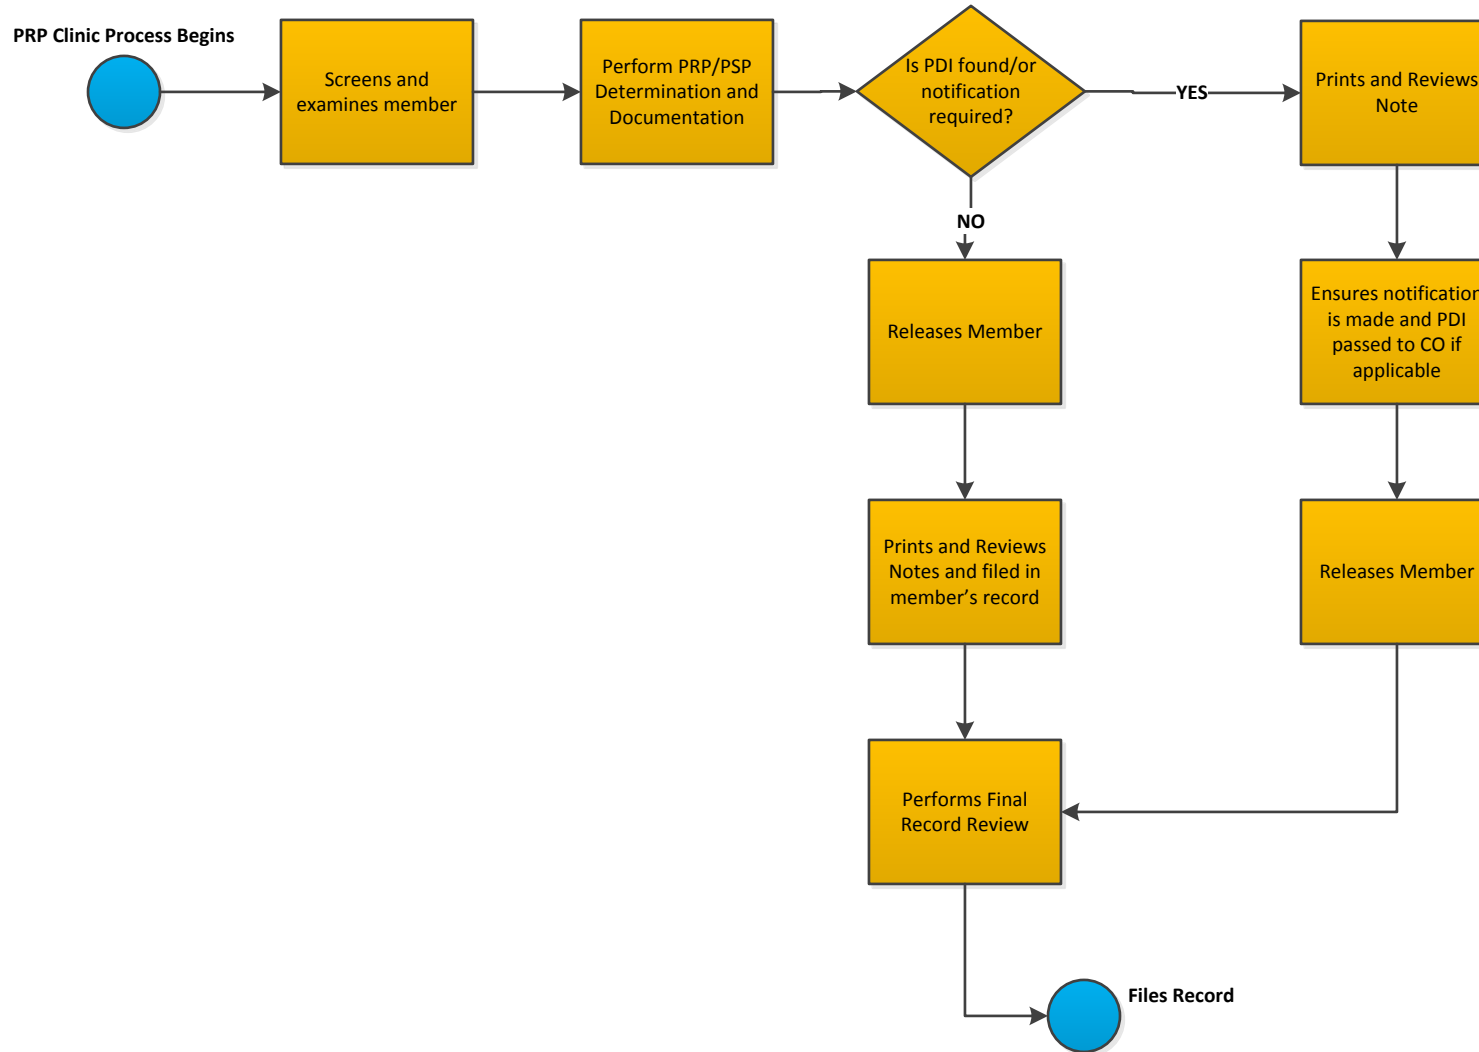 PRP Clinic Process Begins
Screens and
examines member
Perform PRP/PSP
Determination and
Documentation
Is PDI found/or
notification
required?
YES
Prints and Reviews
Note
NO
Releases Member
Ensures notification
is made and PDI
passed to CO if
applicable
Prints and Reviews
Notes and filed in
member’s record
Releases Member
Performs Final
Record Review
Files Record